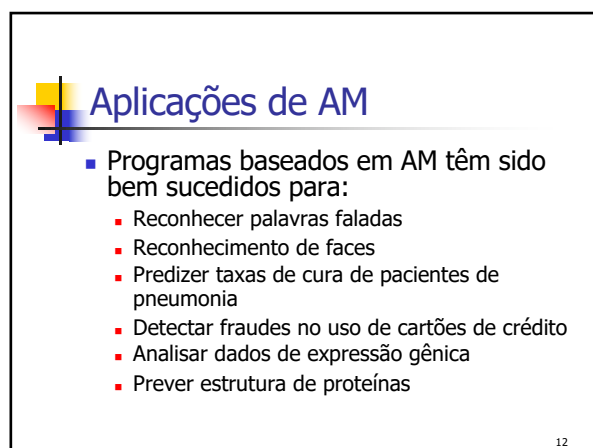 Aplicações de AM
Programas baseados em AM têm sido
bem sucedidos para:
Reconhecer palavras faladas
Reconhecimento de faces
Predizer taxas de cura de pacientes de
pneumonia
Detectar fraudes no uso de cartões de crédito
Analisar dados de expressão gênica
Prever estrutura de proteínas
12